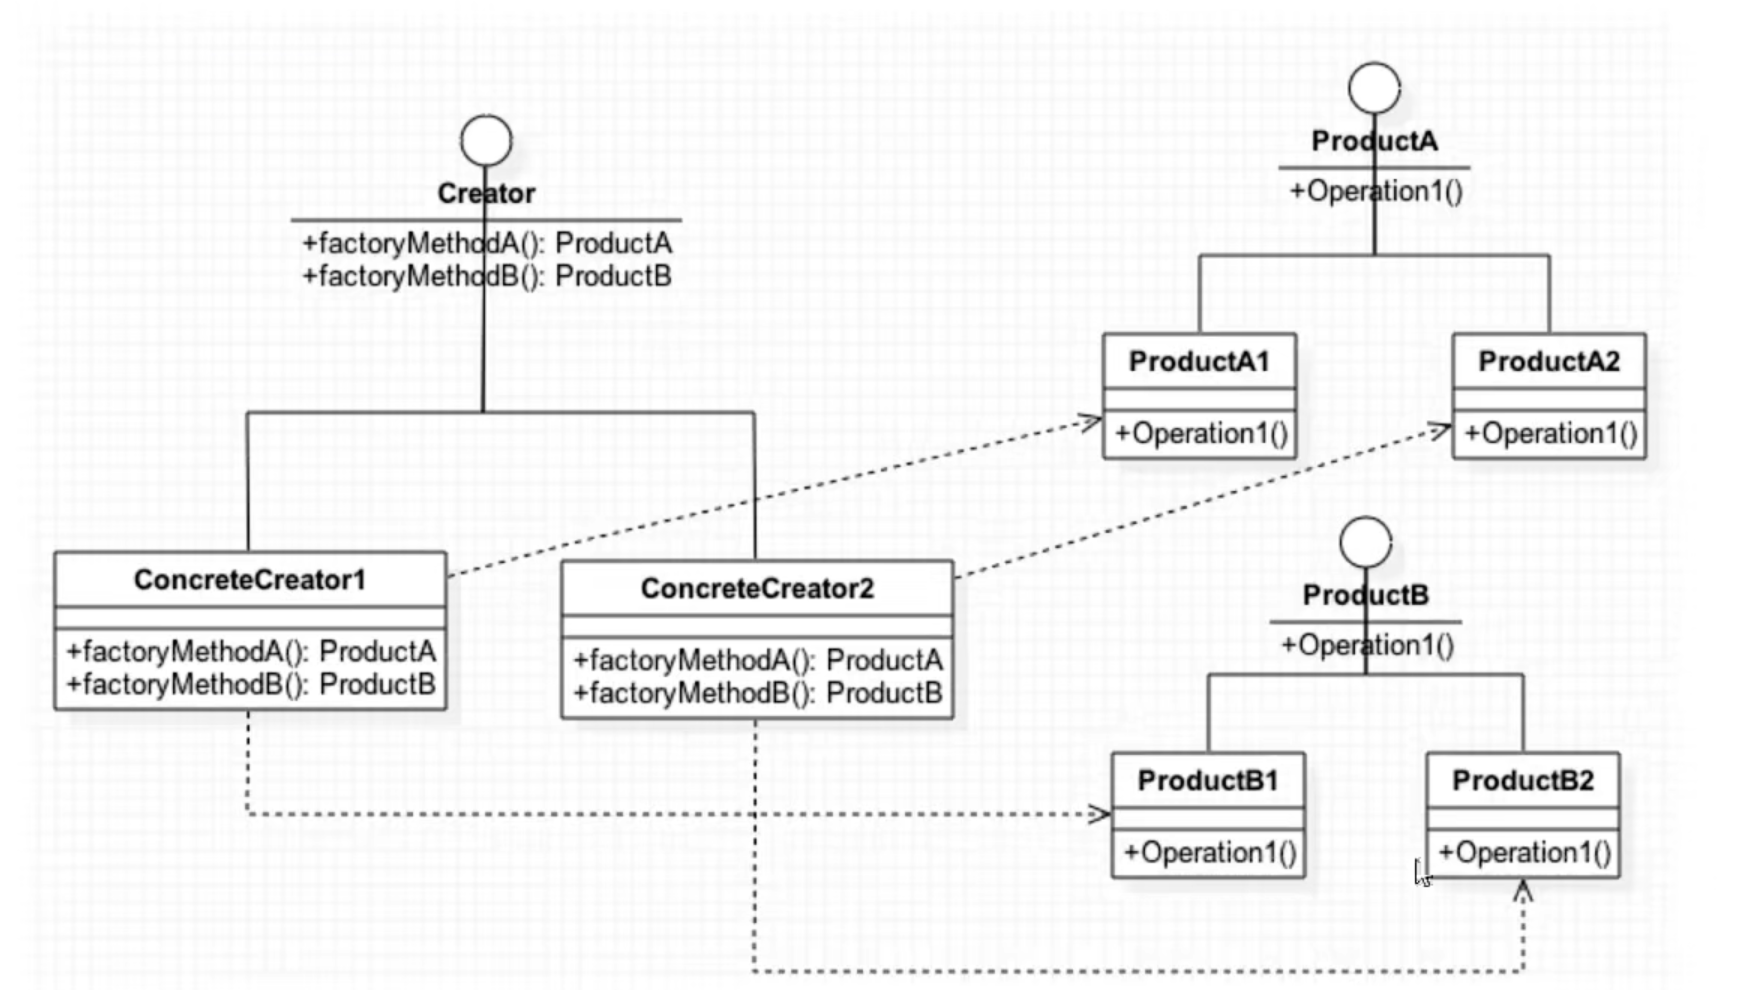 Creator
+factoryMethodA(): ProductA
+factoryMethodB(): ProductB
ConcreteCreator1
+factoryMethodA(): ProductA
+factoryMethodB(): ProductB
ConcreteCreator2
+factoryMethodA(): ProductA
+factoryMethodB(): ProductB
ProductA
+Operation1()
ProductA1
+Operation1()
ProductA2
+Operation1()
ProductB
+Operation1()
ProductB1
+Operation1()
ProductB2
+Operation1()